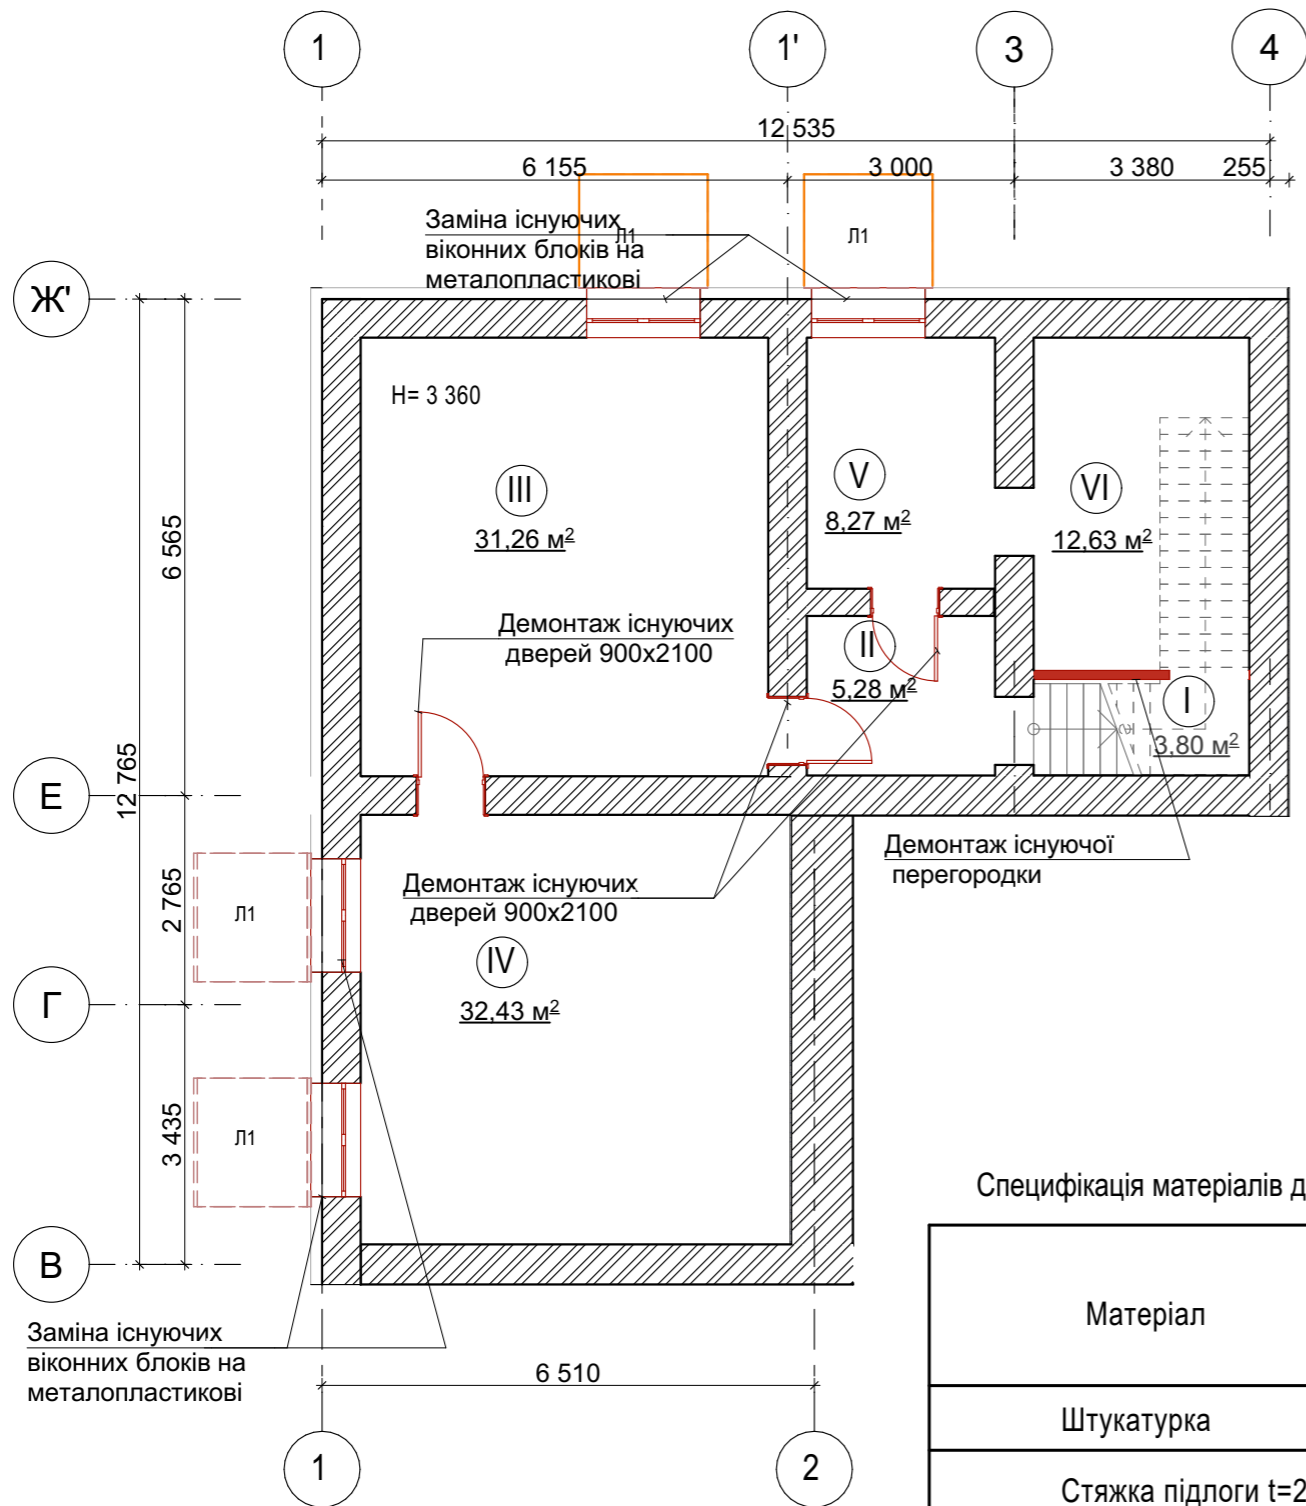 1
1'
3
4
12 535
6 155
3 000
3 380
255
Заміна існуючих
віконних блоків на
металопластикові
Л1
Л1
Ж'
Н= 3 360
III
31,26 м²
V
8,27 м²
VI
12,63 м²
6 565
12 765
Демонтаж існуючих
дверей 900х2100
II
5,28 м²
I
3,80 м²
Е
Демонтаж існуючої
перегородки
Демонтаж існуючих
дверей 900х2100
2 765
Л1
IV
32,43 м²
Г
3 435
Л1
В
Заміна існуючих
віконних блоків на
металопластикові
6 510
1
2
Специфікація матеріалів д
Матеріал
Штукатурка
Стяжка підлоги t=2